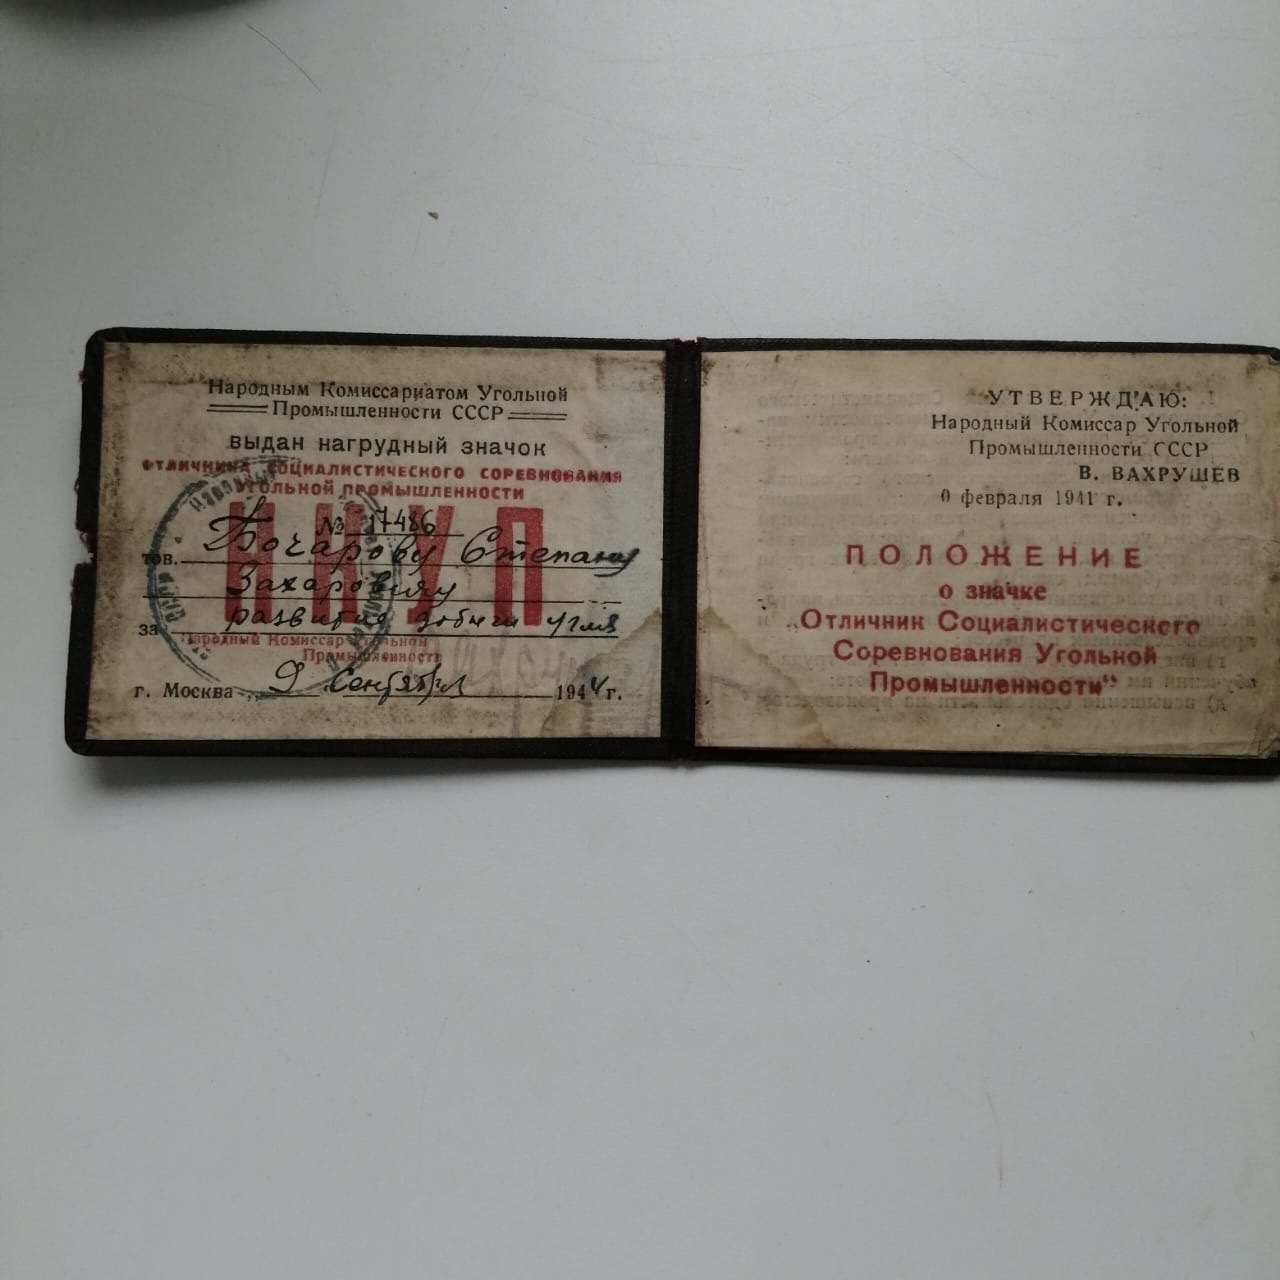 Народным Комиссариатом Угольной
Промышленности СССР
выдан нагрудный значок
ОТЛИЧНИКА СОЦИАЛИСТИЧЕСКОГО СОРЕВНОВАНИЯ
УГОЛЬНОЙ ПРОМЫШЛЕННОСТИ
НКУП
№ 17486
тов. Бочарову Степану
Захаровичу
за развитие добычи угля
Народный Комиссар Угольной
Промышленности
г. Москва 9 Сентября 1944 г.
УТВЕРЖДАЮ:
Народный Комиссар Угольной
Промышленности СССР
В. ВАХРУШЕВ
0 февраля 1941 г.
ПОЛОЖЕНИЕ
о значке
„Отличник Социалистического
Соревнования Угольной
Промышленности"